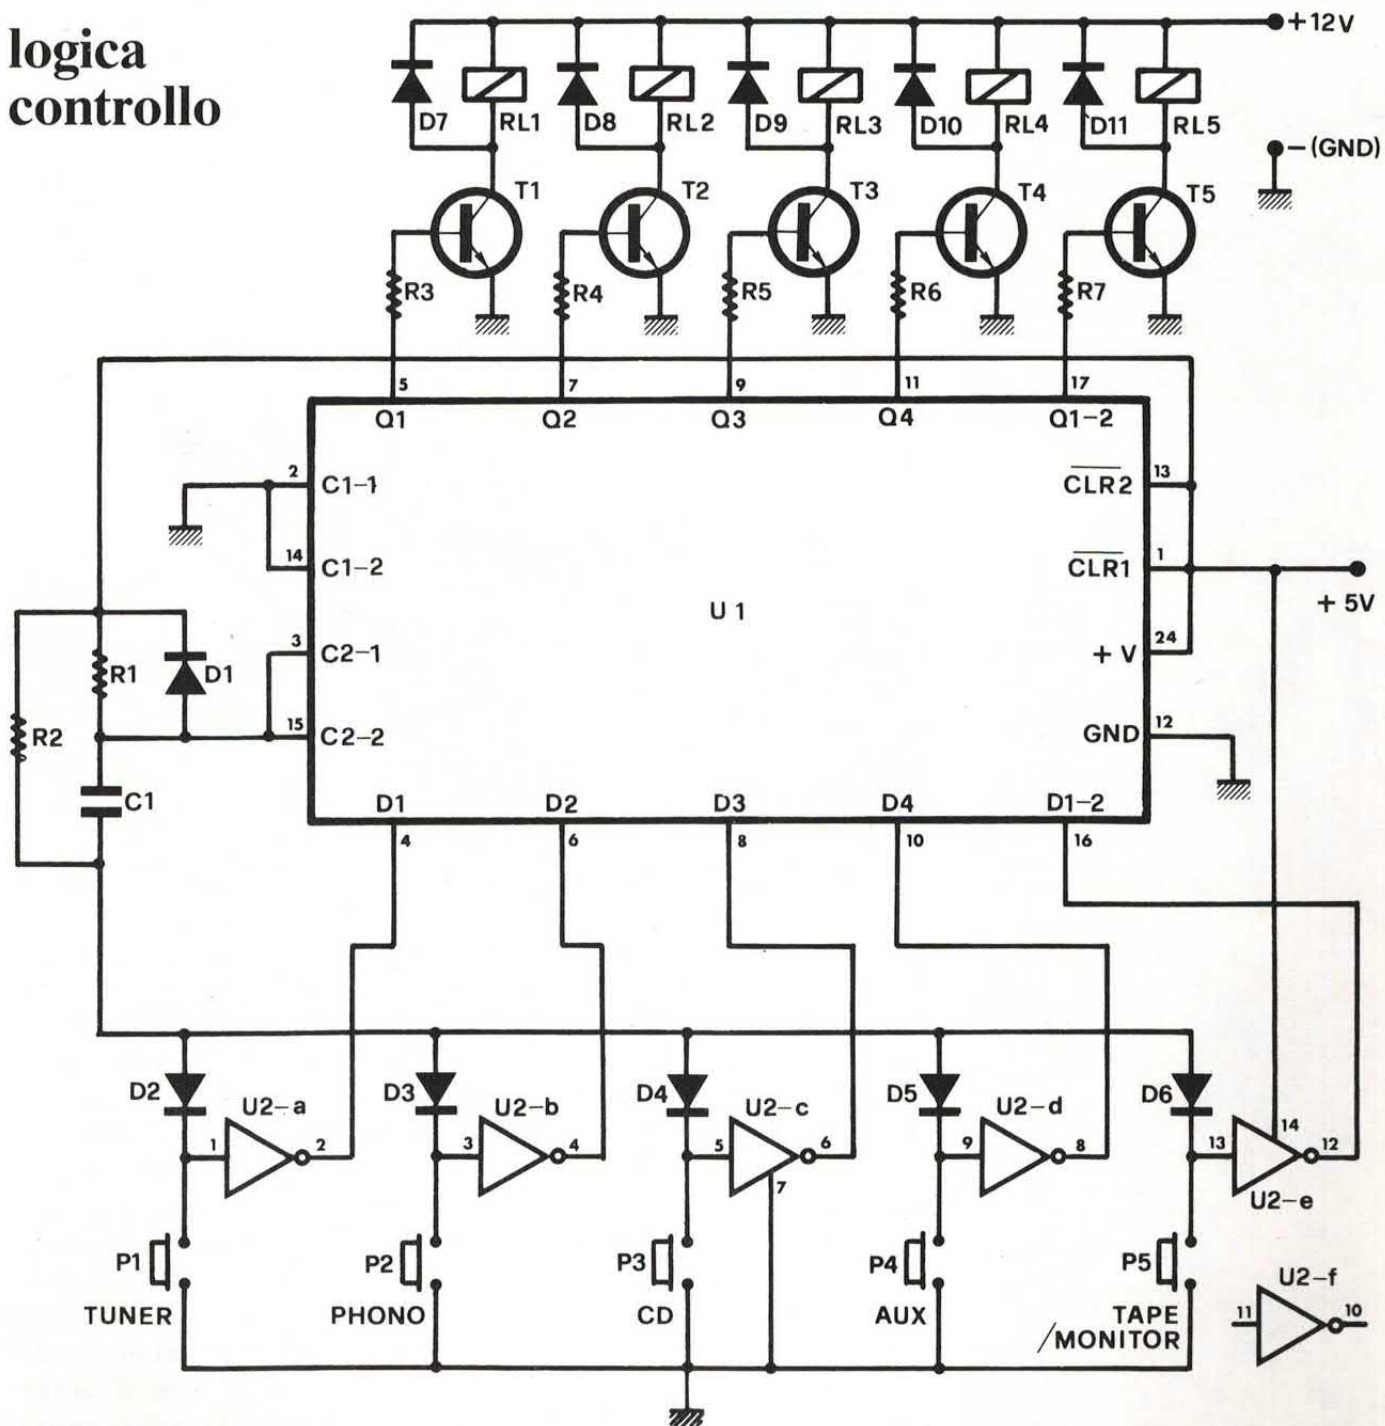 logica
controllo
+12V
D7 RL1 D8 RL2 D9 RL3 D10 RL4 D11 RL5
- (GND)
T1 T2 T3 T4 T5
R3 R4 R5 R6 R7
5 7 9 11 17
Q1 Q2 Q3 Q4 Q1-2
2 C1-1 CLR2 13
14 C1-2 CLR1 1
U1
+ 5V
3 C2-1 + V 24
R1 D1
R2 15 C2-2 GND 12
C1
D1 D2 D3 D4 D1-2
4 6 8 10 16
D2 U2-a D3 U2-b D4 U2-c D5 U2-d D6
14
1 2 3 4 5 6 9 8 13 12
7
U2-e
P1 P2 P3 P4 P5
U2-f
TUNER PHONO CD AUX TAPE
/MONITOR
11 10